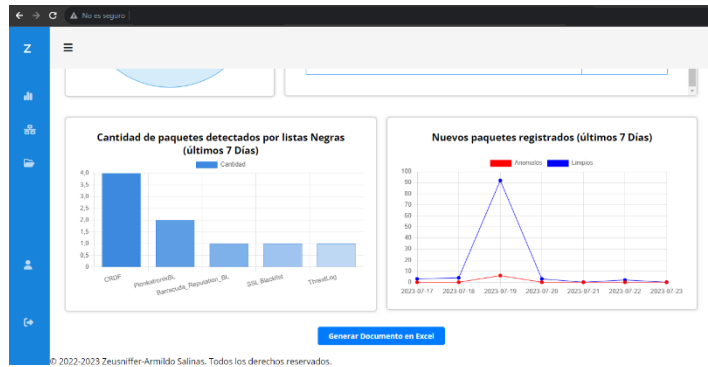 No es seguro
Z
Cantidad de paquetes detectados por listas Negras
(últimos 7 Días)
Cantidad
4,0
3,5
3,0
2,5
2,0
1,5
1,0
0,5
0
CRDF
PhishtankBL
Barracuda_Reputation_BL
SSL Blacklist
ThreatLog
Nuevos paquetes registrados (últimos 7 Días)
Anomalos Limpios
100
90
80
70
60
50
40
30
20
10
0
2023-07-17 2023-07-18 2023-07-19 2023-07-20 2023-07-21 2023-07-22 2023-07-23
Generar Documento en Excel
© 2022-2023 Zeusniffer-Armildo Salinas. Todos los derechos reservados.